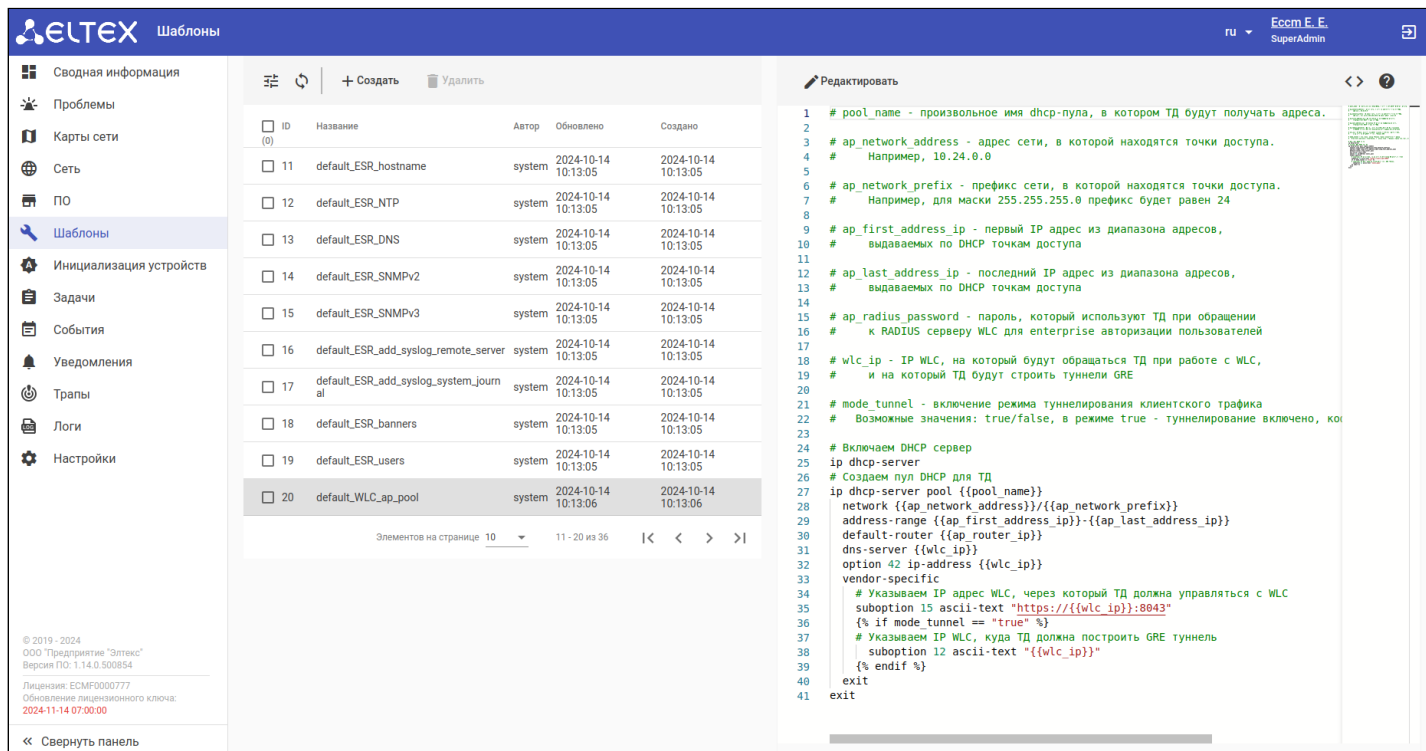 ELTEX Шаблоны
ru
Eccm E. E.
SuperAdmin
Сводная информация
Проблемы
Карты сети
Сеть
ПО
Шаблоны
Инициализация устройств
Задачи
События
Уведомления
Трапы
Логи
Настройки
© 2019 - 2024
ООО "Предприятие "Элтекс"
Версия ПО: 1.14.0.500854
Лицензия: ECMF0000777
Обновление лицензионного ключа:
2024-11-14 07:00:00
Свернуть панель
Создать Удалить
ID Название Автор Обновлено Создано
(0)
11 default_ESR_hostname system 2024-10-14 10:13:05 2024-10-14 10:13:05
12 default_ESR_NTP system 2024-10-14 10:13:05 2024-10-14 10:13:05
13 default_ESR_DNS system 2024-10-14 10:13:05 2024-10-14 10:13:05
14 default_ESR_SNMPv2 system 2024-10-14 10:13:05 2024-10-14 10:13:05
15 default_ESR_SNMPv3 system 2024-10-14 10:13:05 2024-10-14 10:13:05
16 default_ESR_add_syslog_remote_server system 2024-10-14 10:13:05 2024-10-14 10:13:05
17 default_ESR_add_syslog_system_journal system 2024-10-14 10:13:05 2024-10-14 10:13:05
18 default_ESR_banners system 2024-10-14 10:13:05 2024-10-14 10:13:05
19 default_ESR_users system 2024-10-14 10:13:05 2024-10-14 10:13:05
20 default_WLC_ap_pool system 2024-10-14 10:13:06 2024-10-14 10:13:06
Элементов на странице 10 11 - 20 из 36
Редактировать
1 # pool_name - произвольное имя dhcp-пула, в котором ТД будут получать адреса.
2
3 # ap_network_address - адрес сети, в которой находятся точки доступа.
4 # Например, 10.24.0.0
5
6 # ap_network_prefix - префикс сети, в которой находятся точки доступа.
7 # Например, для маски 255.255.255.0 префикс будет равен 24
8
9 # ap_first_address_ip - первый IP адрес из диапазона адресов,
10 # выдаваемых по DHCP точкам доступа
11
12 # ap_last_address_ip - последний IP адрес из диапазона адресов,
13 # выдаваемых по DHCP точкам доступа
14
15 # ap_radius_password - пароль, который используют ТД при обращении
16 # к RADIUS серверу WLC для enterprise авторизации пользователей
17
18 # wlc_ip - IP WLC, на который будут обращаться ТД при работе с WLC,
19 # и на который ТД будут строить туннели GRE
20
21 # mode_tunnel - включение режима туннелирования клиентского трафика
22 # Возможные значения: true/false, в режиме true - туннелирование включено, ко
23
24 # Включаем DHCP сервер
25 ip dhcp-server
26 # Создаем пул DHCP для ТД
27 ip dhcp-server pool {{pool_name}}
28 network {{ap_network_address}}/{{ap_network_prefix}}
29 address-range {{ap_first_address_ip}}-{{ap_last_address_ip}}
30 default-router {{ap_router_ip}}
31 dns-server {{wlc_ip}}
32 option 42 ip-address {{wlc_ip}}
33 vendor-specific
34 # Указываем IP адрес WLC, через который ТД должна управляться с WLC
35 suboption 15 ascii-text "https://{{wlc_ip}}:8043"
36 {% if mode_tunnel == "true" %}
37 # Указываем IP WLC, куда ТД должна построить GRE туннель
38 suboption 12 ascii-text "{{wlc_ip}}"
39 {% endif %}
40 exit
41 exit